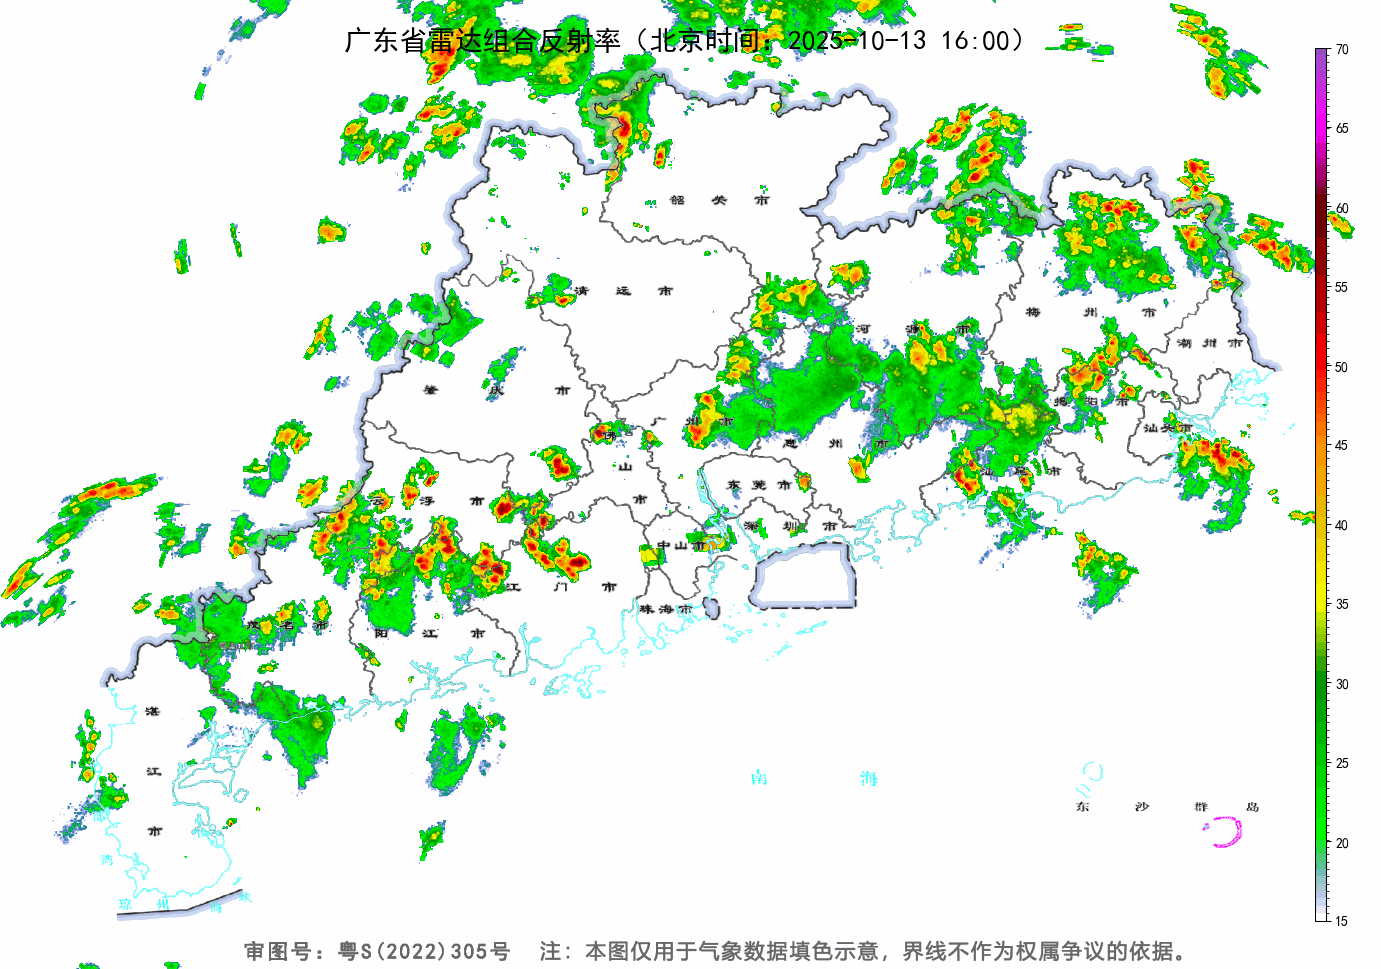 广东省雷达组合反射率（北京时间：2025-10-13 16:00）
70
65
60
55
50
45
40
35
30
25
20
15
韶关市
清远市
河源市
梅州市
潮州市
肇庆市
广州市
佛山市
惠州市
揭阳市
汕头市
汕尾市
东莞市
云浮市
深圳市
中山市
江门市
珠海市
茂名市
阳江市
湛江市
南海
东沙群岛
湾
琼州海峡
审图号：粤S(2022)305号 注：本图仅用于气象数据填色示意，界线不作为权属争议的依据。